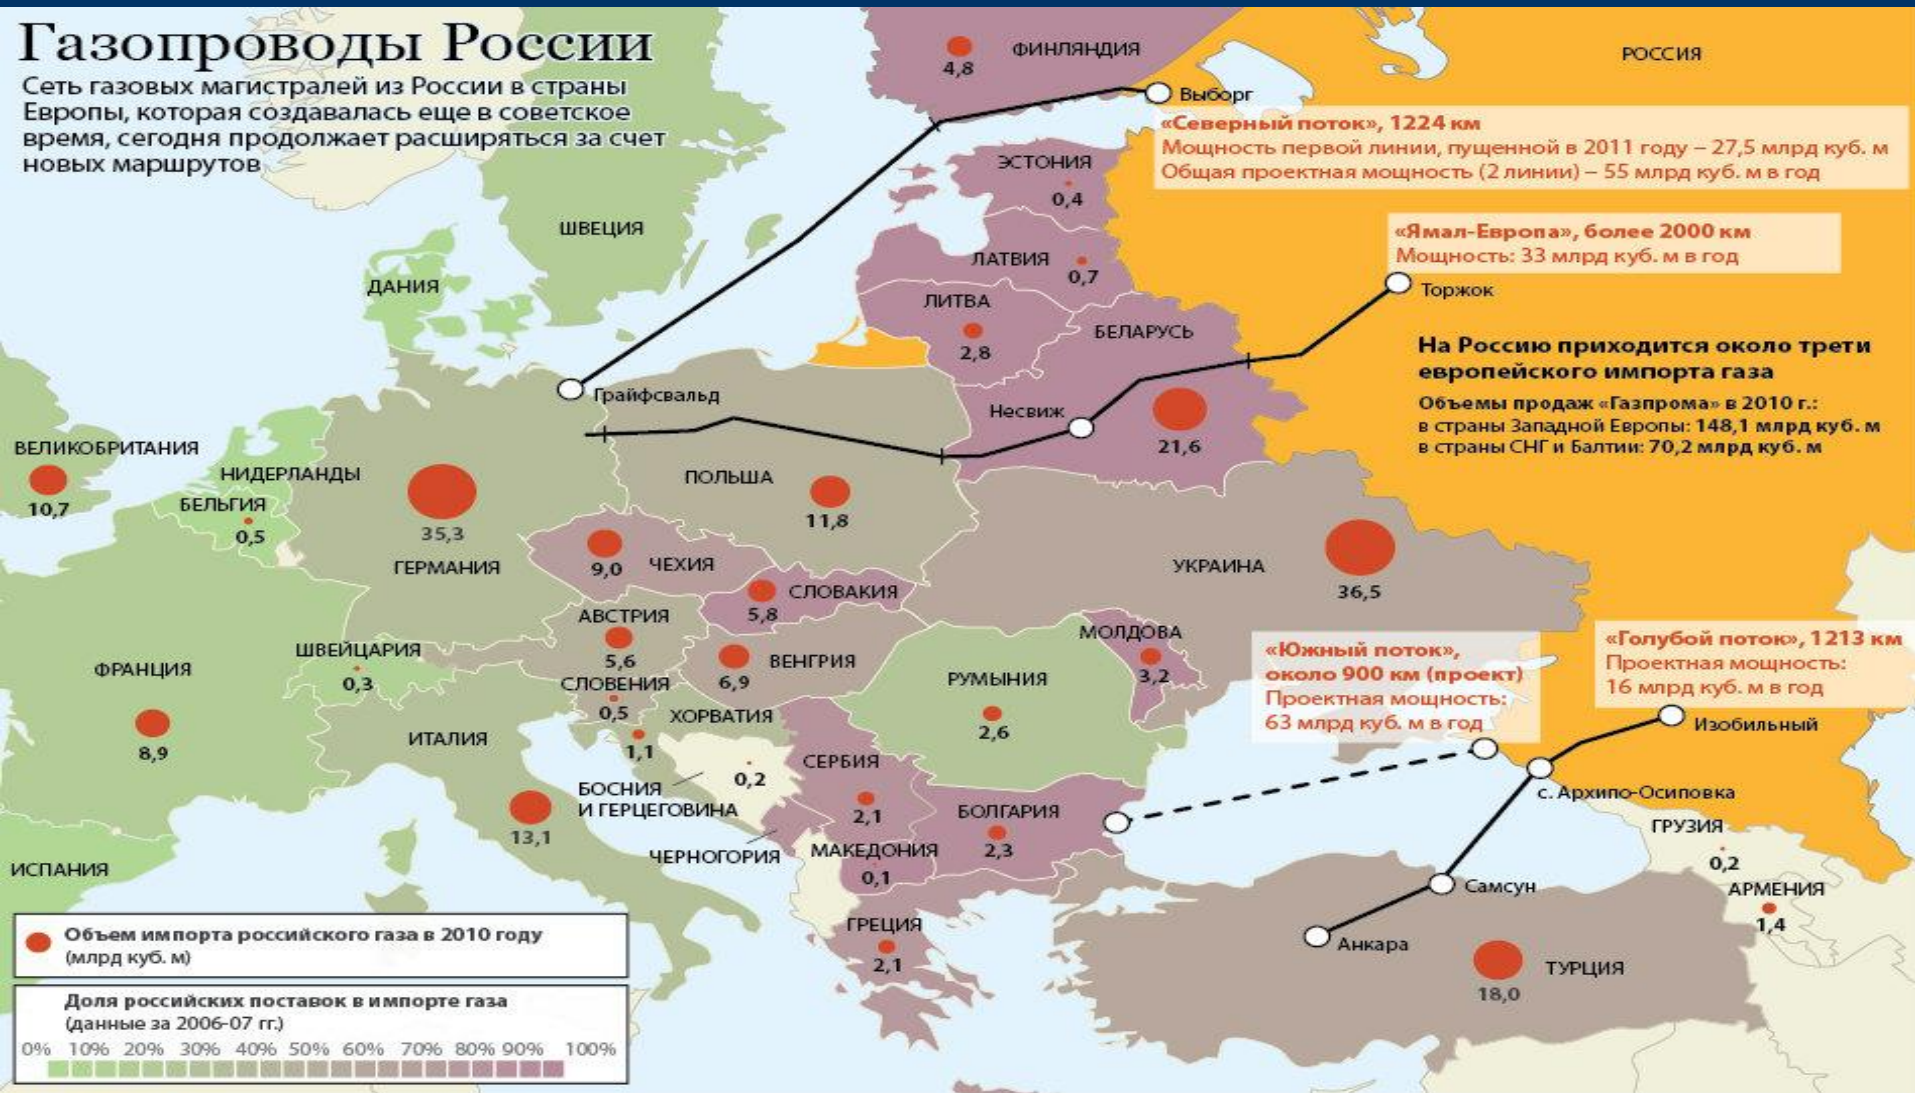 Газопроводы России
Сеть газовых магистралей из России в страны
Европы, которая создавалась еще в советское
время, сегодня продолжает расширяться за счет
новых маршрутов
ФИНЛЯНДИЯ
4,8
РОССИЯ
Выборг
«Северный поток», 1224 км
Мощность первой линии, пущенной в 2011 году – 27,5 млрд куб. м
Общая проектная мощность (2 линии) – 55 млрд куб. м в год
ЭСТОНИЯ
0,4
ШВЕЦИЯ
«Ямал-Европа», более 2000 км
Мощность: 33 млрд куб. м в год
Торжок
ЛАТВИЯ
0,7
ДАНИЯ
ЛИТВА
2,8
БЕЛАРУСЬ
21,6
Несвиж
На Россию приходится около трети
европейского импорта газа
Объемы продаж «Газпрома» в 2010 г.:
в страны Западной Европы: 148,1 млрд куб. м
в страны СНГ и Балтии: 70,2 млрд куб. м
Грайфсвальд
ВЕЛИКОБРИТАНИЯ
10,7
НИДЕРЛАНДЫ
БЕЛЬГИЯ
0,5
35,3
ГЕРМАНИЯ
ПОЛЬША
11,8
9,0
ЧЕХИЯ
СЛОВАКИЯ
5,8
УКРАИНА
36,5
АВСТРИЯ
5,6
ШВЕЙЦАРИЯ
0,3
ФРАНЦИЯ
8,9
ВЕНГРИЯ
6,9
СЛОВЕНИЯ
0,5
МОЛДОВА
3,2
РУМЫНИЯ
2,6
«Южный поток»,
около 900 км (проект)
Проектная мощность:
63 млрд куб. м в год
«Голубой поток», 1213 км
Проектная мощность:
16 млрд куб. м в год
Изобильный
ХОРВАТИЯ
1,1
ИТАЛИЯ
13,1
СЕРБИЯ
2,1
0,2
БОСНИЯ
И ГЕРЦЕГОВИНА
ЧЕРНОГОРИЯ
МАКЕДОНИЯ
0,1
БОЛГАРИЯ
2,3
с. Архипо-Осиповка
ГРУЗИЯ
0,2
АРМЕНИЯ
1,4
ИСПАНИЯ
Самсун
Анкара
ГРЕЦИЯ
2,1
ТУРЦИЯ
18,0
Объем импорта российского газа в 2010 году
(млрд куб. м)
Доля российских поставок в импорте газа
(данные за 2006-07 гг.)
0% 10% 20% 30% 40% 50% 60% 70% 80% 90% 100%